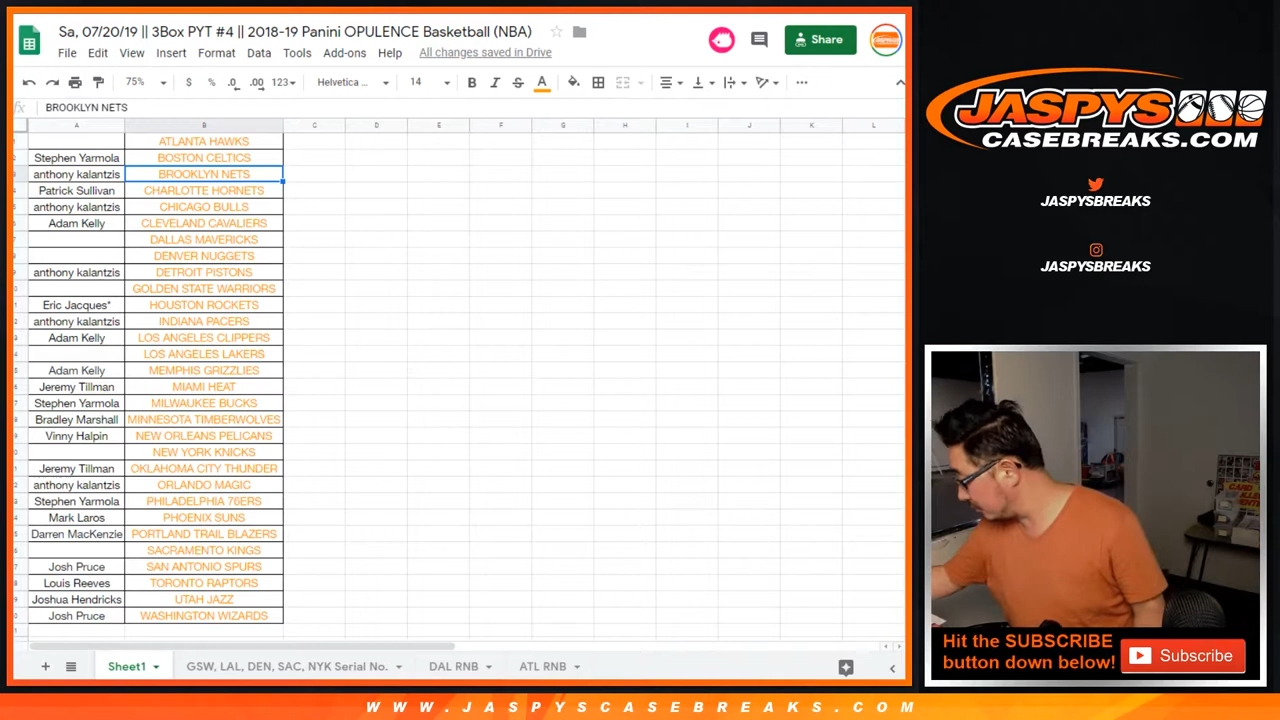 Sa, 07/20/19 || 3Box PYT #4 || 2018-19 Panini OPULENCE Basketball (NBA)
File Edit View Insert Format Data Tools Add-ons Help All changes saved in Drive
Share
75% $ % .0 .00 123 Helvetica ... 14 B I S A
fx BROOKLYN NETS
A B C D E F G H I J K L
ATLANTA HAWKS
Stephen Yarmola BOSTON CELTICS
anthony kalantzis BROOKLYN NETS
Patrick Sullivan CHARLOTTE HORNETS
anthony kalantzis CHICAGO BULLS
Adam Kelly CLEVELAND CAVALIERS
DALLAS MAVERICKS
DENVER NUGGETS
anthony kalantzis DETROIT PISTONS
GOLDEN STATE WARRIORS
Eric Jacques* HOUSTON ROCKETS
anthony kalantzis INDIANA PACERS
Adam Kelly LOS ANGELES CLIPPERS
LOS ANGELES LAKERS
Adam Kelly MEMPHIS GRIZZLIES
Jeremy Tillman MIAMI HEAT
Stephen Yarmola MILWAUKEE BUCKS
Bradley Marshall MINNESOTA TIMBERWOLVES
Vinny Halpin NEW ORLEANS PELICANS
NEW YORK KNICKS
Jeremy Tillman OKLAHOMA CITY THUNDER
anthony kalantzis ORLANDO MAGIC
Stephen Yarmola PHILADELPHIA 76ERS
Mark Laros PHOENIX SUNS
Darren MacKenzie PORTLAND TRAIL BLAZERS
SACRAMENTO KINGS
Josh Pruce SAN ANTONIO SPURS
Louis Reeves TORONTO RAPTORS
Joshua Hendricks UTAH JAZZ
Josh Pruce WASHINGTON WIZARDS
Sheet1 GSW, LAL, DEN, SAC, NYK Serial No. DAL RNB ATL RNB
JASPYS
CASEBREAKS.COM
JASPYSBREAKS
JASPYSBREAKS
Hit the SUBSCRIBE
button down below!
Subscribe
WWW.JASPYSCASEBREAKS.COM